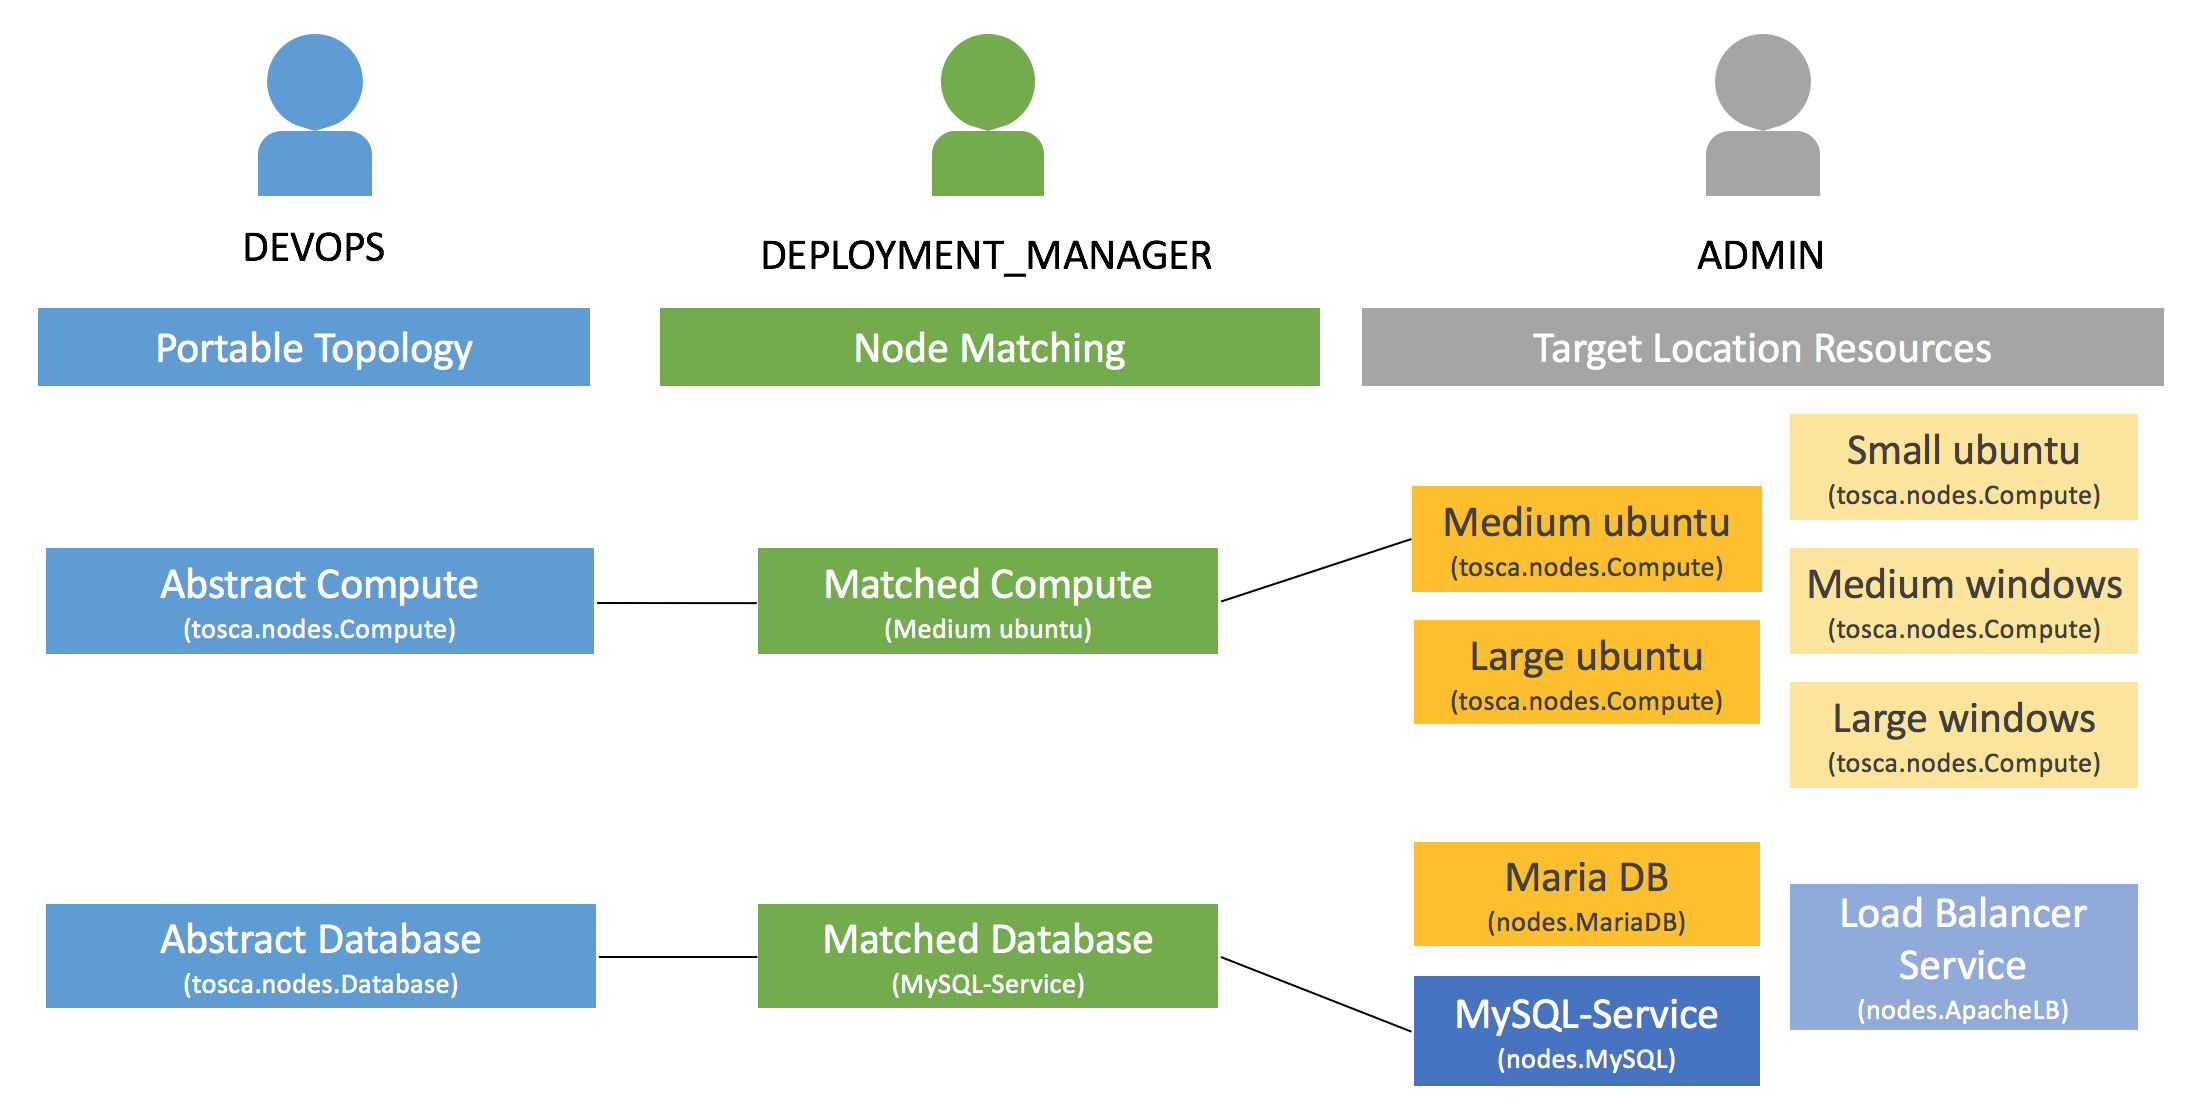 DEVOPS
DEPLOYMENT_MANAGER
ADMIN
Portable Topology
Node Matching
Target Location Resources
Abstract Compute
(tosca.nodes.Compute)
Matched Compute
(Medium ubuntu)
Medium ubuntu
(tosca.nodes.Compute)
Large ubuntu
(tosca.nodes.Compute)
Small ubuntu
(tosca.nodes.Compute)
Medium windows
(tosca.nodes.Compute)
Large windows
(tosca.nodes.Compute)
Abstract Database
(tosca.nodes.Database)
Matched Database
(MySQL-Service)
Maria DB
(nodes.MariaDB)
MySQL-Service
(nodes.MySQL)
Load Balancer
Service
(nodes.ApacheLB)